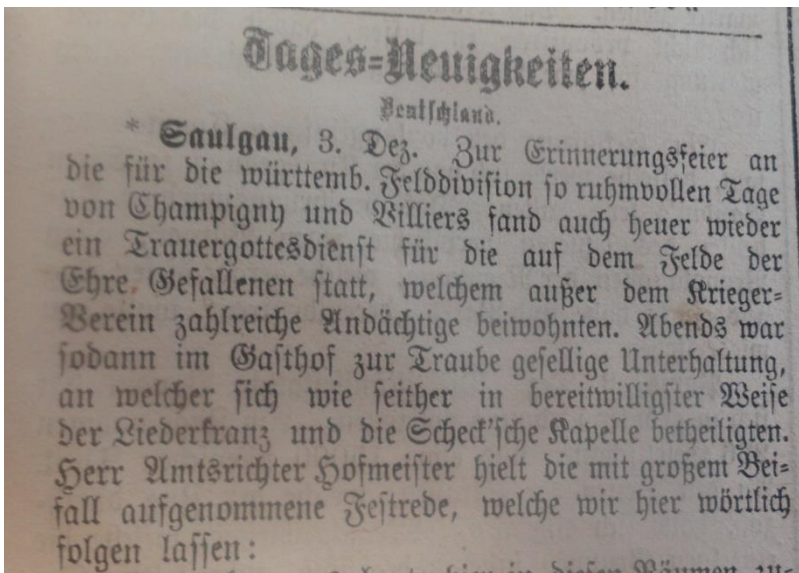 Tages-Neuigkeiten.
Deutschland.
* Saulgau, 3. Dez. Zur Erinnerungsfeier an
die für die württemb. Felddivision so ruhmvollen Tage
von Champigny und Villiers fand auch heuer wieder
ein Trauergottesdienst für die auf dem Felde der
Ehre Gefallenen statt, welchem außer dem Krieger-
Verein zahlreiche Andächtige beiwohnten. Abends war
sodann im Gasthof zur Traube gesellige Unterhaltung,
an welcher sich wie seither in bereitwilligster Weise
der Liederkranz und die Scheck'sche Kapelle betheiligten.
Herr Amtsrichter Hofmeister hielt die mit großem Bei-
fall aufgenommene Festrede, welche wir hier wörtlich
folgen lassen:
in diesen Räumen zu-